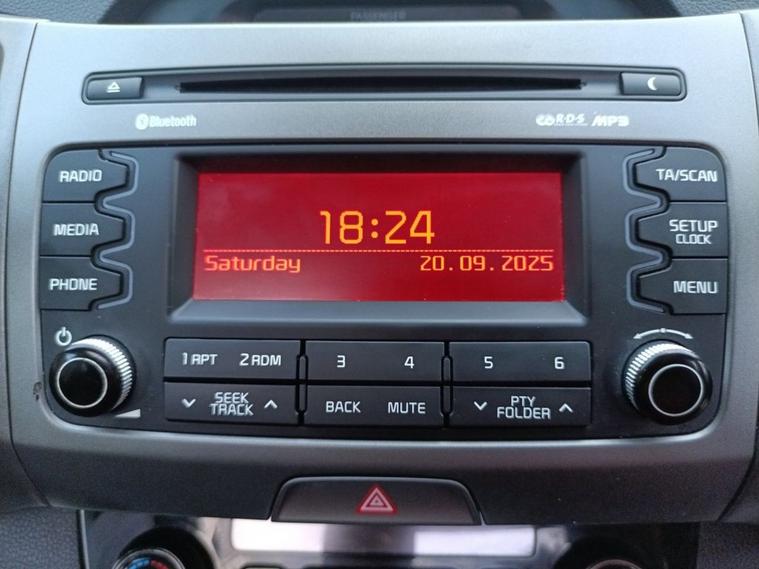 PASSENGER
Bluetooth
R·D·S MP3
RADIO
TA/SCAN
18:24
MEDIA
SETUP
CLOCK
Saturday 20.09.2025
PHONE
MENU
1 RPT 2 RDM 3 4 5 6
SEEK
TRACK
BACK MUTE
PTY
FOLDER